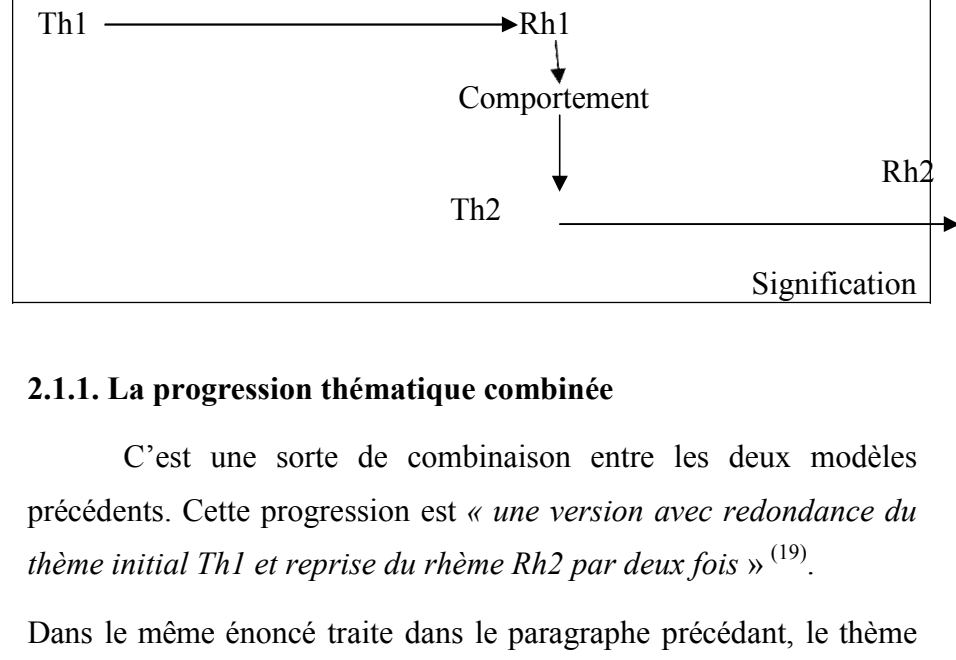 Th1 Rh1
Comportement
Rh2
Th2
Signification
2.1.1. La progression thématique combinée
C’est une sorte de combinaison entre les deux modèles
précédents. Cette progression est « une version avec redondance du
thème initial Th1 et reprise du rhème Rh2 par deux fois » (19).
Dans le même énoncé traite dans le paragraphe précédant, le thème